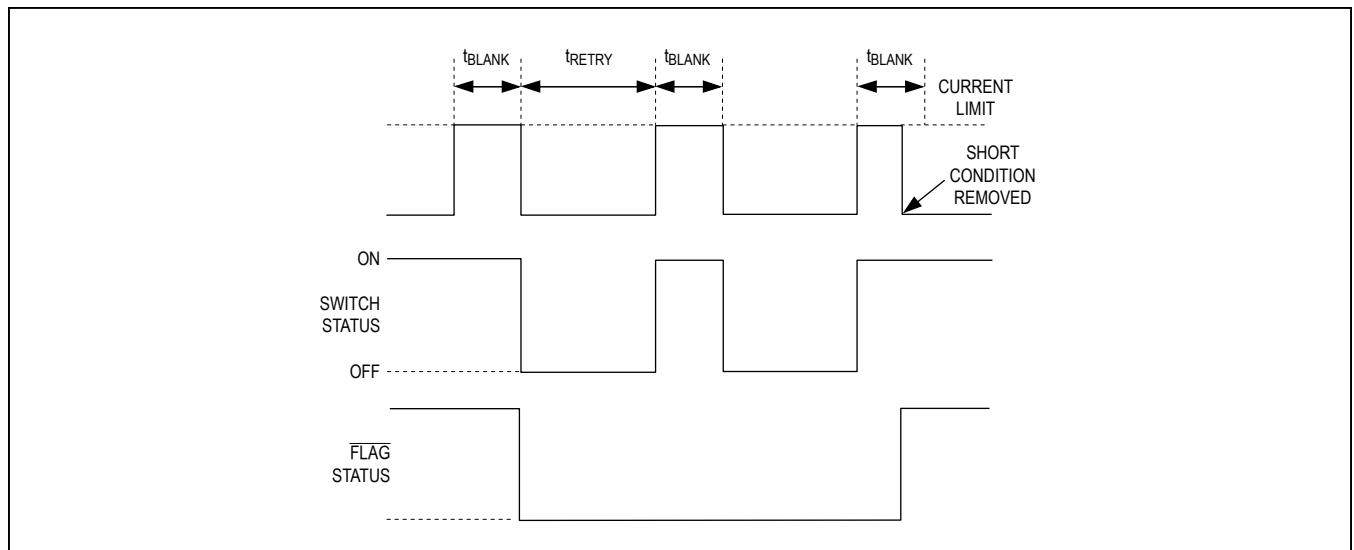 tBLANK
tRETRY
tBLANK
tBLANK
CURRENT
LIMIT
SHORT
CONDITION
REMOVED
ON
SWITCH
STATUS
OFF
FLAG
STATUS